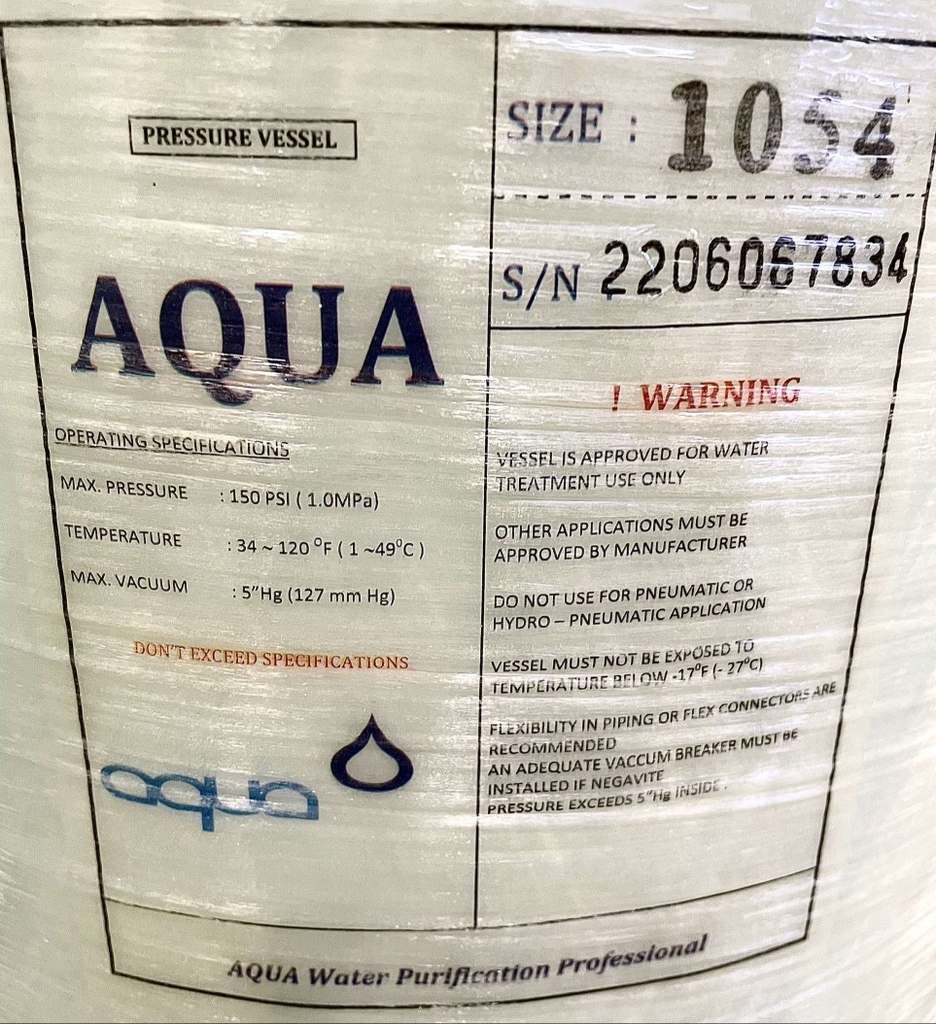 PRESSURE VESSEL
AQUA
OPERATING SPECIFICATIONS
MAX. PRESSURE : 150 PSI ( 1.0MPa)
TEMPERATURE : 34 ~ 120 °F ( 1 ~49°C )
MAX. VACUUM : 5"Hg (127 mm Hg)
DON'T EXCEED SPECIFICATIONS
aqua
SIZE : 1054
S/N 2206067834
! WARNING
VESSEL IS APPROVED FOR WATER
TREATMENT USE ONLY
OTHER APPLICATIONS MUST BE
APPROVED BY MANUFACTURER
DO NOT USE FOR PNEUMATIC OR
HYDRO – PNEUMATIC APPLICATION
VESSEL MUST NOT BE EXPOSED TO
TEMPERATURE BELOW -17°F (- 27°C)
FLEXIBILITY IN PIPING OR FLEX CONNECTORS ARE
RECOMMENDED
AN ADEQUATE VACCUM BREAKER MUST BE
INSTALLED IF NEGAVITE
PRESSURE EXCEEDS 5"Hg INSIDE .
AQUA Water Purification Professional